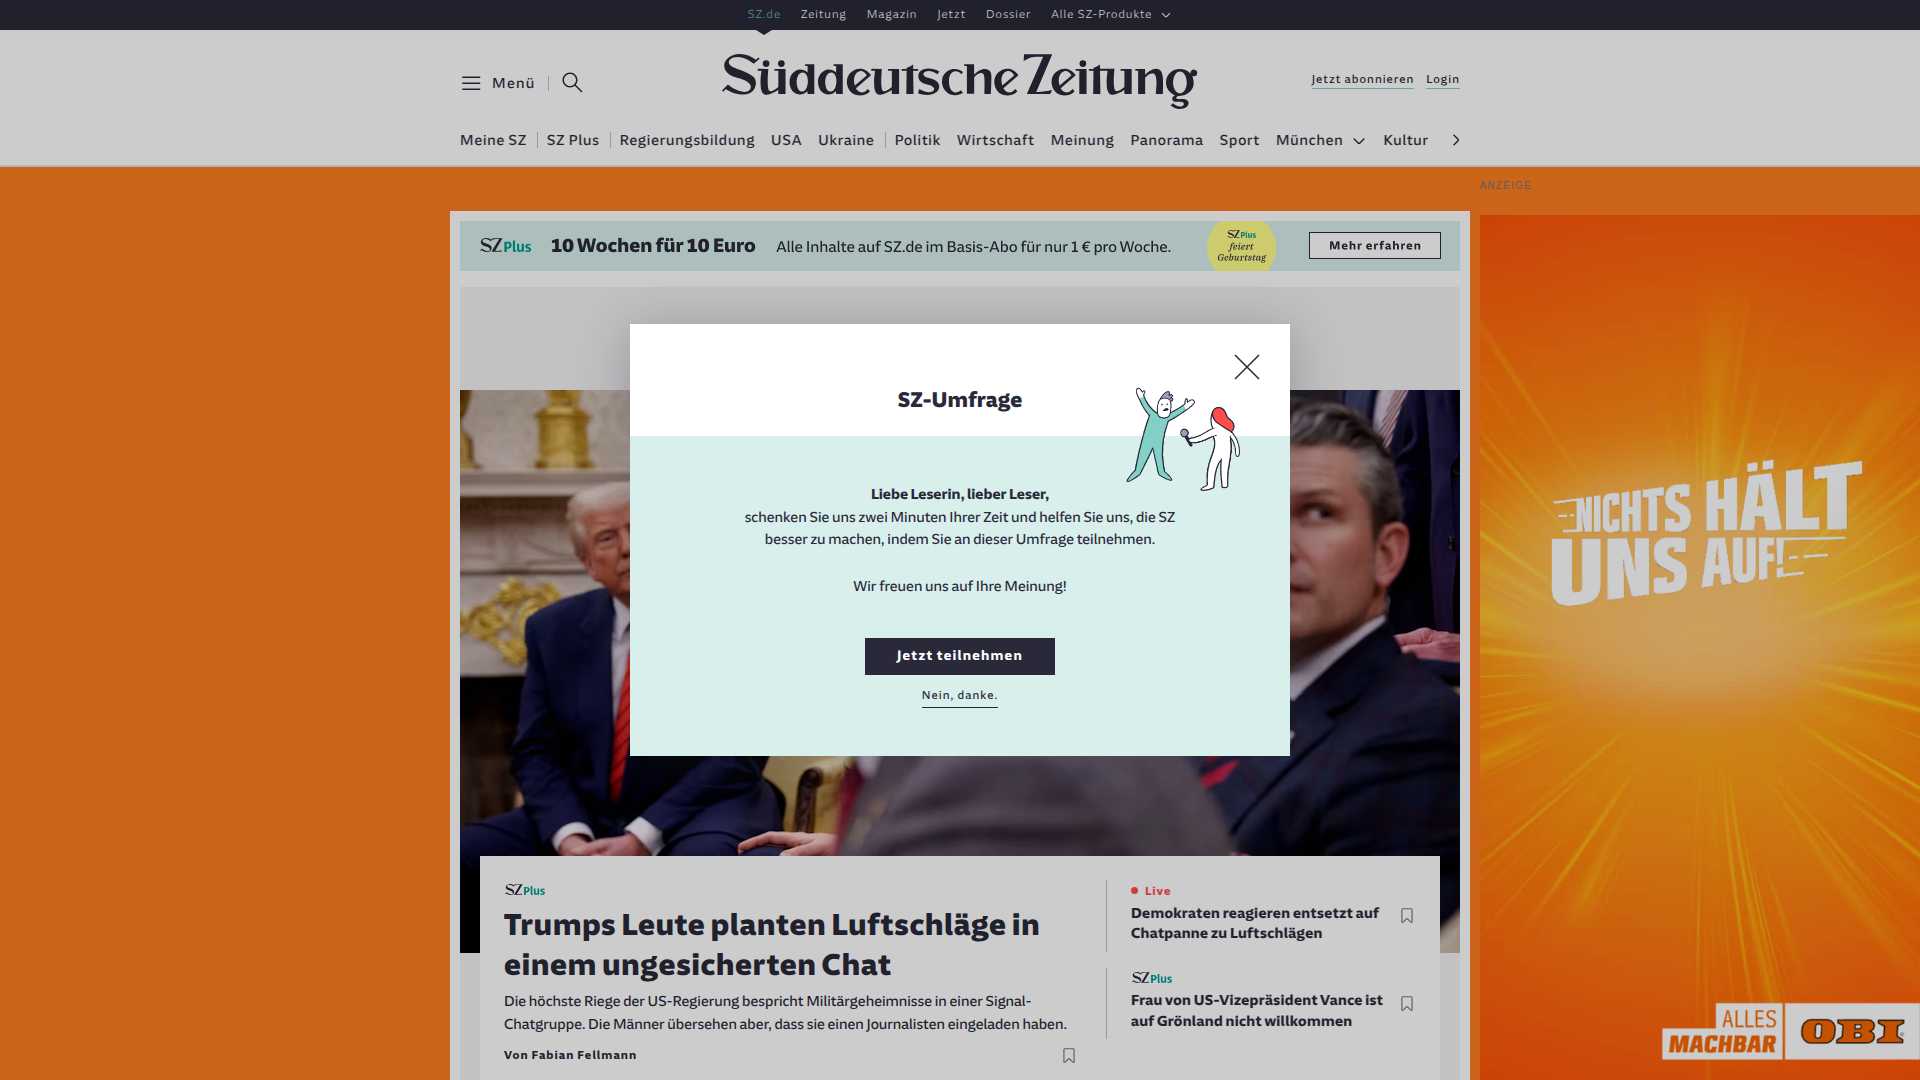 SZ.de Zeitung Magazin Jetzt Dossier Alle SZ-Produkte
Menü
Süddeutsche Zeitung
Jetzt abonnieren Login
Meine SZ SZ Plus Regierungsbildung USA Ukraine Politik Wirtschaft Meinung Panorama Sport München Kultur
ANZEIGE
SZ Plus 10 Wochen für 10 Euro Alle Inhalte auf SZ.de im Basis-Abo für nur 1 € pro Woche.
SZ Plus
feiert
Geburtstag
Mehr erfahren
SZ-Umfrage
Liebe Leserin, lieber Leser,
schenken Sie uns zwei Minuten Ihrer Zeit und helfen Sie uns, die SZ
besser zu machen, indem Sie an dieser Umfrage teilnehmen.
Wir freuen uns auf Ihre Meinung!
Jetzt teilnehmen
Nein, danke.
NICHTS HÄLT
UNS AUF!
SZ Plus
Trumps Leute planten Luftschläge in
einem ungesicherten Chat
Die höchste Riege der US-Regierung bespricht Militärgeheimnisse in einer Signal-
Chatgruppe. Die Männer übersehen aber, dass sie einen Journalisten eingeladen haben.
Von Fabian Fellmann
Live
Demokraten reagieren entsetzt auf
Chatpanne zu Luftschlägen
SZ Plus
Frau von US-Vizepräsident Vance ist
auf Grönland nicht willkommen
ALLES
MACHBAR
OBI